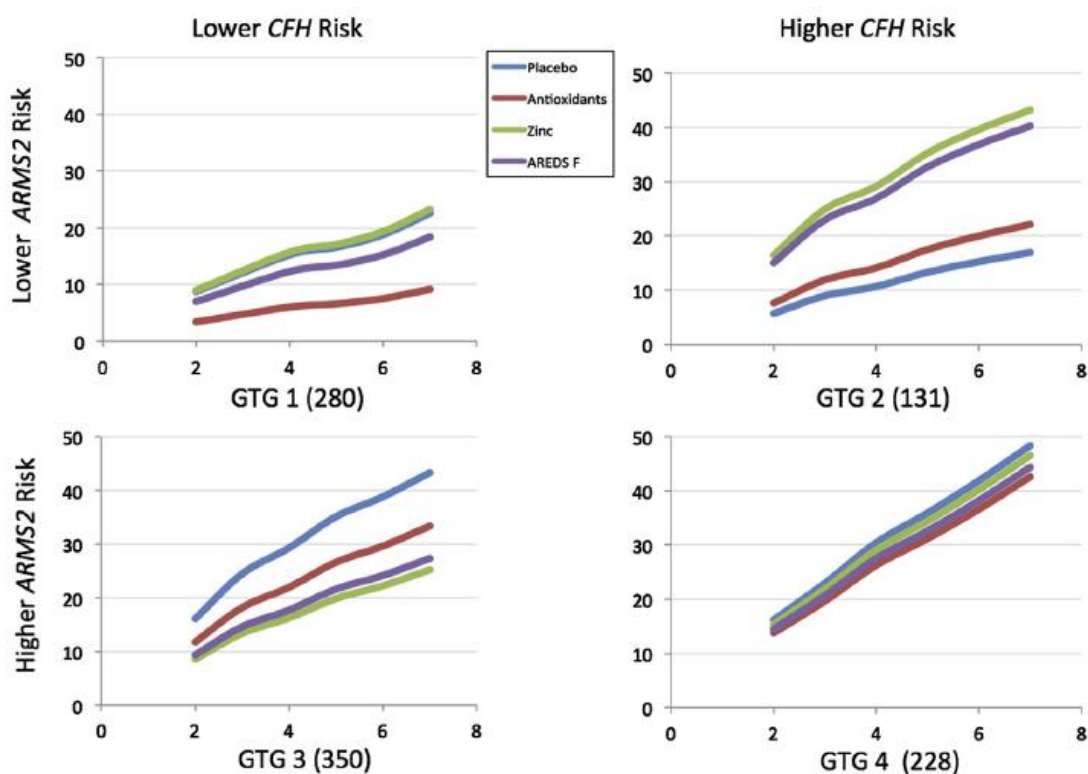 Lower CFH Risk
Higher CFH Risk
Lower ARMS2 Risk
50
40
30
20
10
0
0 2 4 6 8
GTG 1 (280)
Placebo
Antioxidants
Zinc
AREDS F
50
40
30
20
10
0
0 2 4 6 8
GTG 2 (131)
Higher ARMS2 Risk
50
40
30
20
10
0
0 2 4 6 8
GTG 3 (350)
50
40
30
20
10
0
0 2 4 6 8
GTG 4 (228)